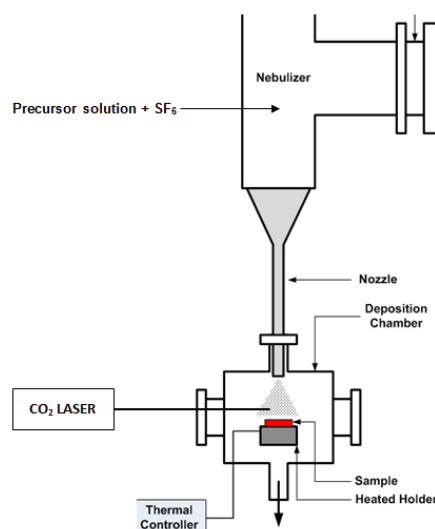 Nebulizer
Precursor solution + SF₆
Nozzle
Deposition
Chamber
CO₂ LASER
Sample
Heated Holder
Thermal
Controller